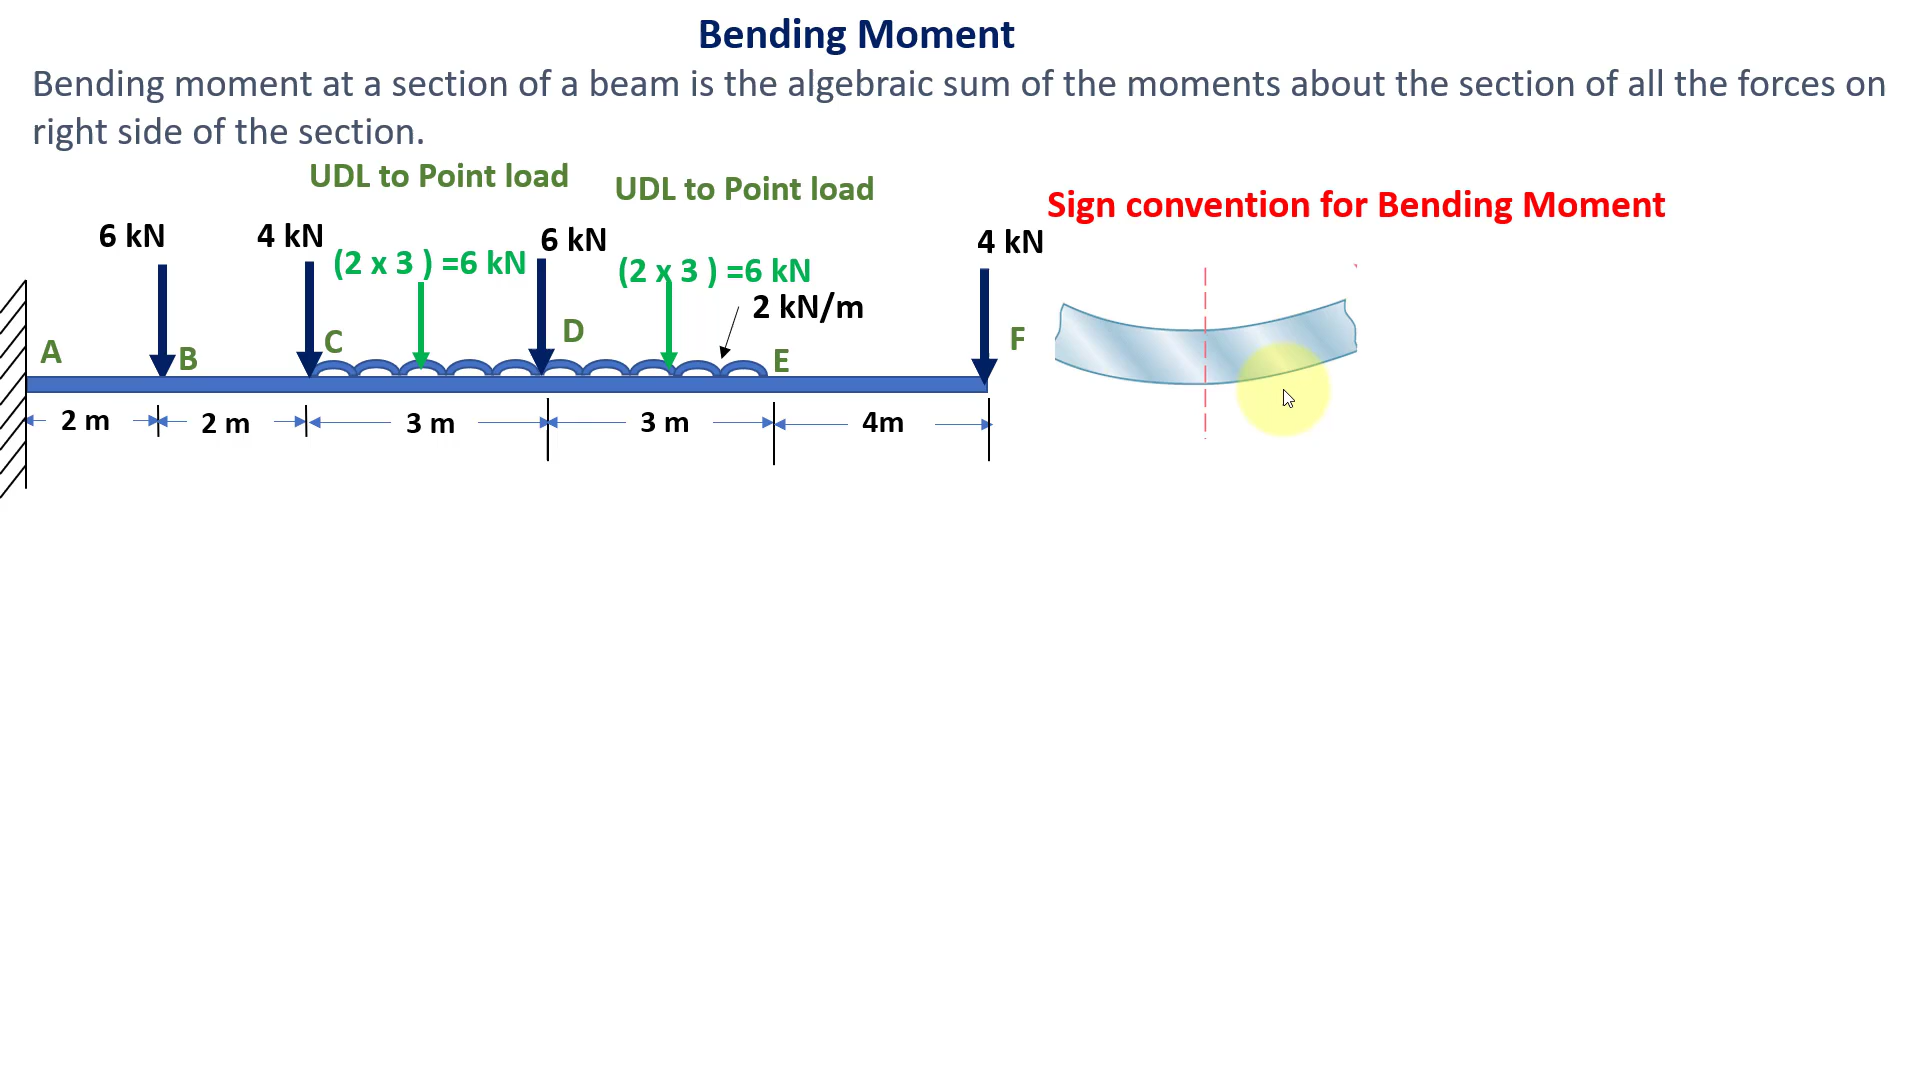 Bending Moment
Bending moment at a section of a beam is the algebraic sum of the moments about the section of all the forces on
right side of the section.
UDL to Point load
UDL to Point load
Sign convention for Bending Moment
6 kN
4 kN
(2 x 3 ) =6 kN
6 kN
(2 x 3 ) =6 kN
4 kN
2 kN/m
A
B
C
D
E
F
2 m
2 m
3 m
3 m
4m